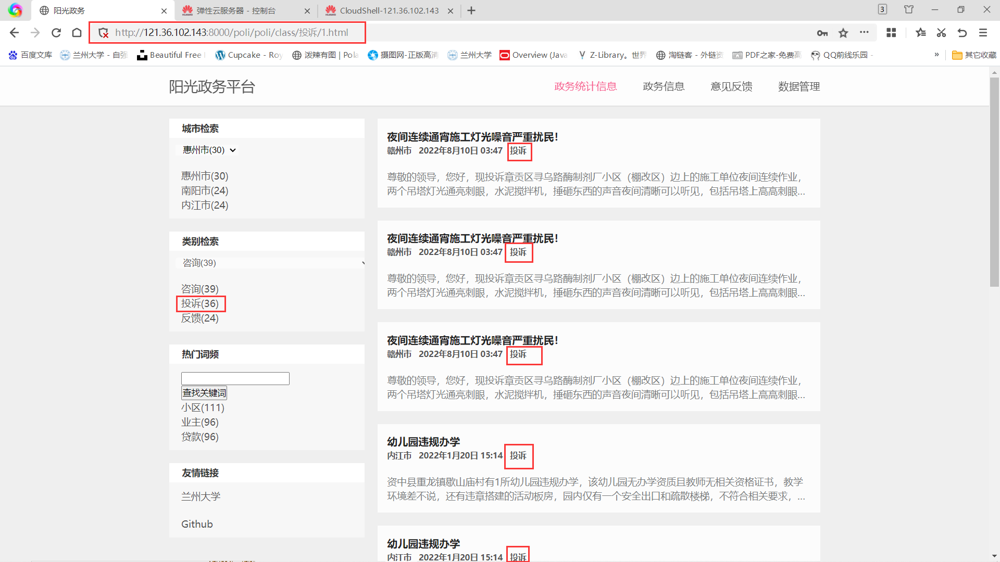 阳光政务
弹性云服务器 - 控制台
CloudShell-121.36.102.143
3
http://121.36.102.143:8000/poli/poli/class/投诉/1.html
百度文库
兰州大学 - 自强
Beautiful Free
Cupcake - Roy
泼辣有图 | Pola
摄图网-正版高清
兰州大学
Overview (Java
Z-Library。世界
淘链客 - 外链资
PDF之家-免费高
QQ前线乐园 -
其它收藏
阳光政务平台
政务统计信息
政务信息
意见反馈
数据管理
城市检索
惠州市(30)
惠州市(30)
南阳市(24)
内江市(24)
类别检索
咨询(39)
咨询(39)
投诉(36)
反馈(24)
热门词频
查找关键词
小区(111)
业主(96)
贷款(96)
友情链接
兰州大学
Github
夜间连续通宵施工灯光噪音严重扰民！
赣州市 2022年8月10日 03:47 投诉
尊敬的领导，您好，现投诉章贡区寻乌路酶制剂厂小区（棚改区）边上的施工单位夜间连续作业，
两个吊塔灯光通亮刺眼，水泥搅拌机，捶砸东西的声音夜间清晰可以听见，包括吊塔上高高刺眼...
夜间连续通宵施工灯光噪音严重扰民！
赣州市 2022年8月10日 03:47 投诉
尊敬的领导，您好，现投诉章贡区寻乌路酶制剂厂小区（棚改区）边上的施工单位夜间连续作业，
两个吊塔灯光通亮刺眼，水泥搅拌机，捶砸东西的声音夜间清晰可以听见，包括吊塔上高高刺眼...
夜间连续通宵施工灯光噪音严重扰民！
赣州市 2022年8月10日 03:47 投诉
尊敬的领导，您好，现投诉章贡区寻乌路酶制剂厂小区（棚改区）边上的施工单位夜间连续作业，
两个吊塔灯光通亮刺眼，水泥搅拌机，捶砸东西的声音夜间清晰可以听见，包括吊塔上高高刺眼...
幼儿园违规办学
内江市 2022年1月20日 15:14 投诉
资中县重龙镇歇山庙村有1所幼儿园违规办学，该幼儿园无办学资质且教师无相关资格证书，教学
环境差不说，还有违章搭建的活动板房，园内仅有一个安全出口和疏散楼梯，不符合相关要求，...
幼儿园违规办学
内江市 2022年1月20日 15:14 投诉